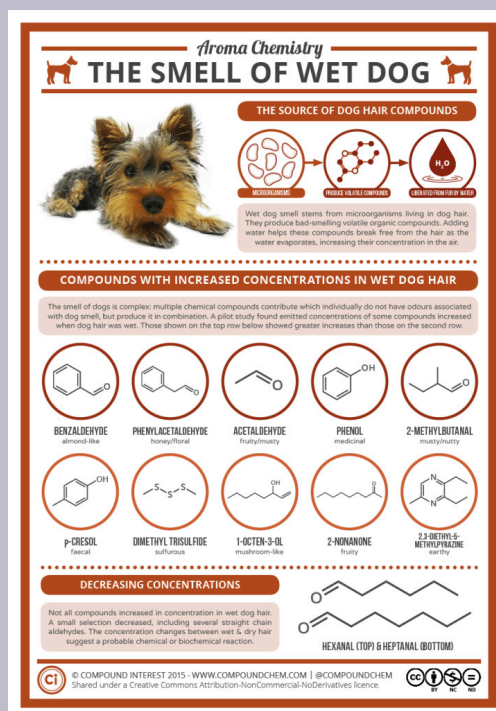 Aroma Chemistry
THE SMELL OF WET DOG
THE SOURCE OF DOG HAIR COMPOUNDS
H₂O
MICROORGANISMS
PRODUCE VOLATILE COMPOUNDS
LIBERATED FROM FUR BY WATER
Wet dog smell stems from microorganisms living in dog hair.
They produce bad-smelling volatile organic compounds. Adding
water helps these compounds break free from the hair as the
water evaporates, increasing their concentration in the air.
COMPOUNDS WITH INCREASED CONCENTRATIONS IN WET DOG HAIR
The smell of dogs is complex: multiple chemical compounds contribute which individually do not have odours associated
with dog smell, but produce it in combination. A pilot study found emitted concentrations of some compounds increased
when dog hair was wet. Those shown on the top row below showed greater increases than those on the second row.
O
O
O
OH
O
BENZALDEHYDE
almond-like
PHENYLACETALDEHYDE
honey/floral
ACETALDEHYDE
fruity/musty
PHENOL
medicinal
2-METHYLBUTANAL
musty/nutty
OH
S S S
OH
O
N
N
p-CRESOL
faecal
DIMETHYL TRISULFIDE
sulfurous
1-OCTEN-3-OL
mushroom-like
2-NONANONE
fruity
2,3-DIETHYL-5-
METHYLPYRAZINE
earthy
DECREASING CONCENTRATIONS
Not all compounds increased in concentration in wet dog hair.
A small selection decreased, including several straight chain
aldehydes. The concentration changes between wet & dry hair
suggest a probable chemical or biochemical reaction.
O
O
HEXANAL (TOP) & HEPTANAL (BOTTOM)
Ci
© COMPOUND INTEREST 2015 - WWW.COMPOUNDCHEM.COM | @COMPOUNDCHEM
Shared under a Creative Commons Attribution-NonCommercial-NoDerivatives licence.
CC
BY NC ND